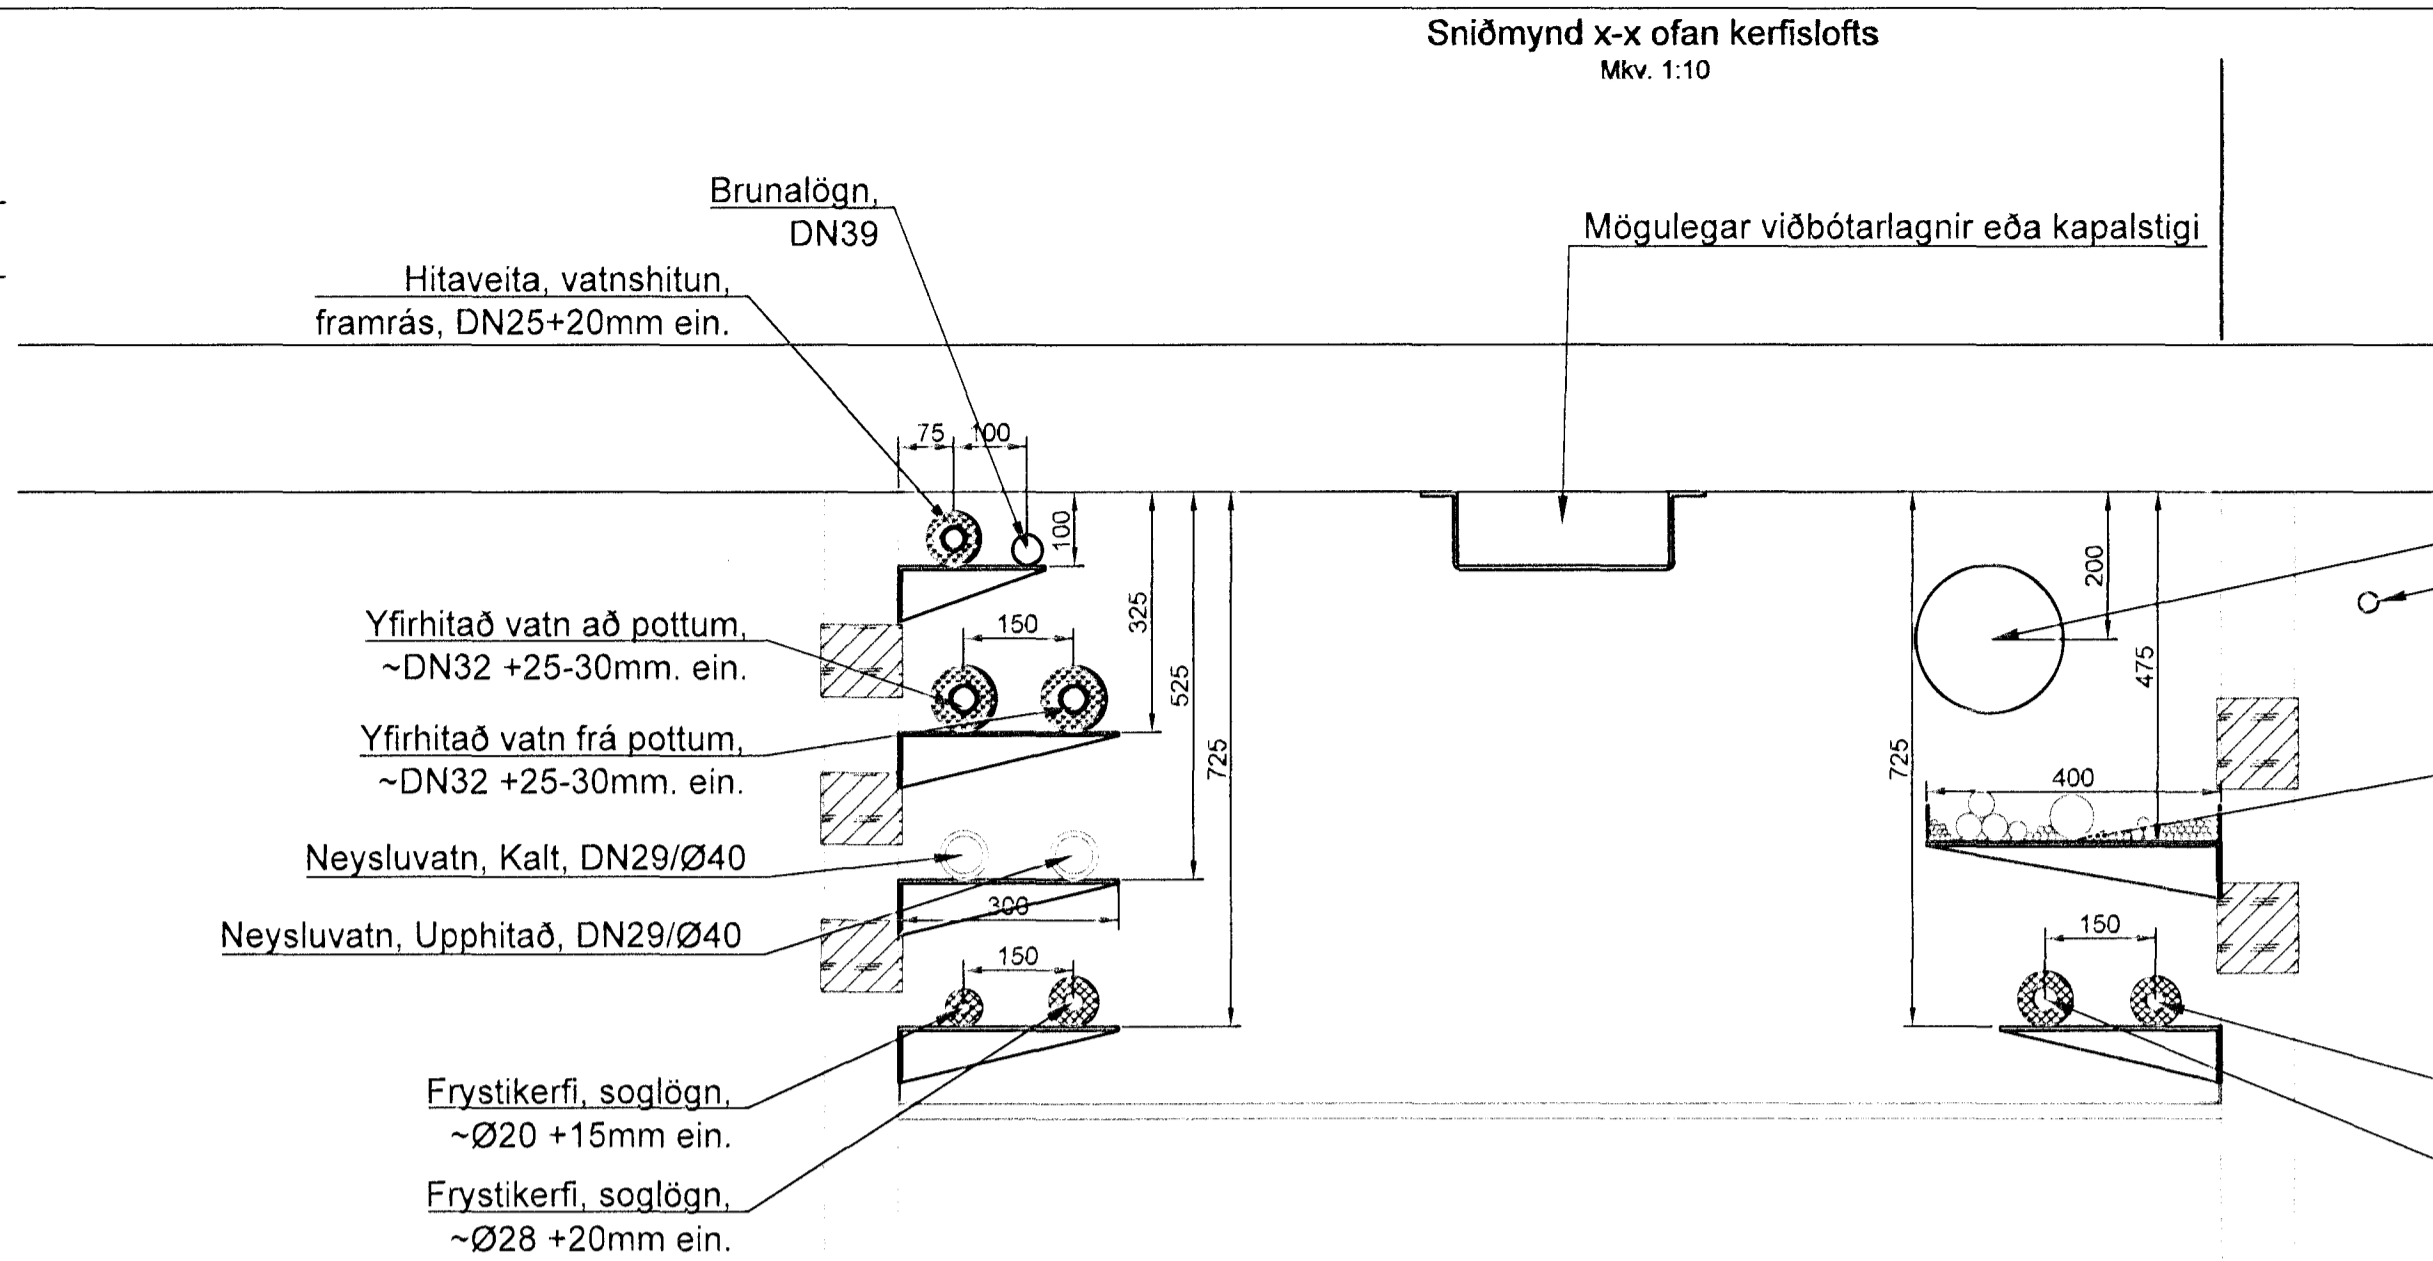 Sniðmynd x-x ofan kerfislofts
Mkv. 1:10
Brunalögn,
DN39
Mögulegar viðbótarlagnir eða kapalstigi
Hitaveita, vatnshitun,
framrás, DN25+20mm ein.
75
100
100
325
525
725
200
475
725
Yfirhitað vatn að pottum,
~DN32 +25-30mm. ein.
150
Yfirhitað vatn frá pottum,
~DN32 +25-30mm. ein.
400
Neysluvatn, Kalt, DN29/Ø40
300
Neysluvatn, Upphitað, DN29/Ø40
150
150
Frystikerfi, soglögn,
~Ø20 +15mm ein.
Frystikerfi, soglögn,
~Ø28 +20mm ein.